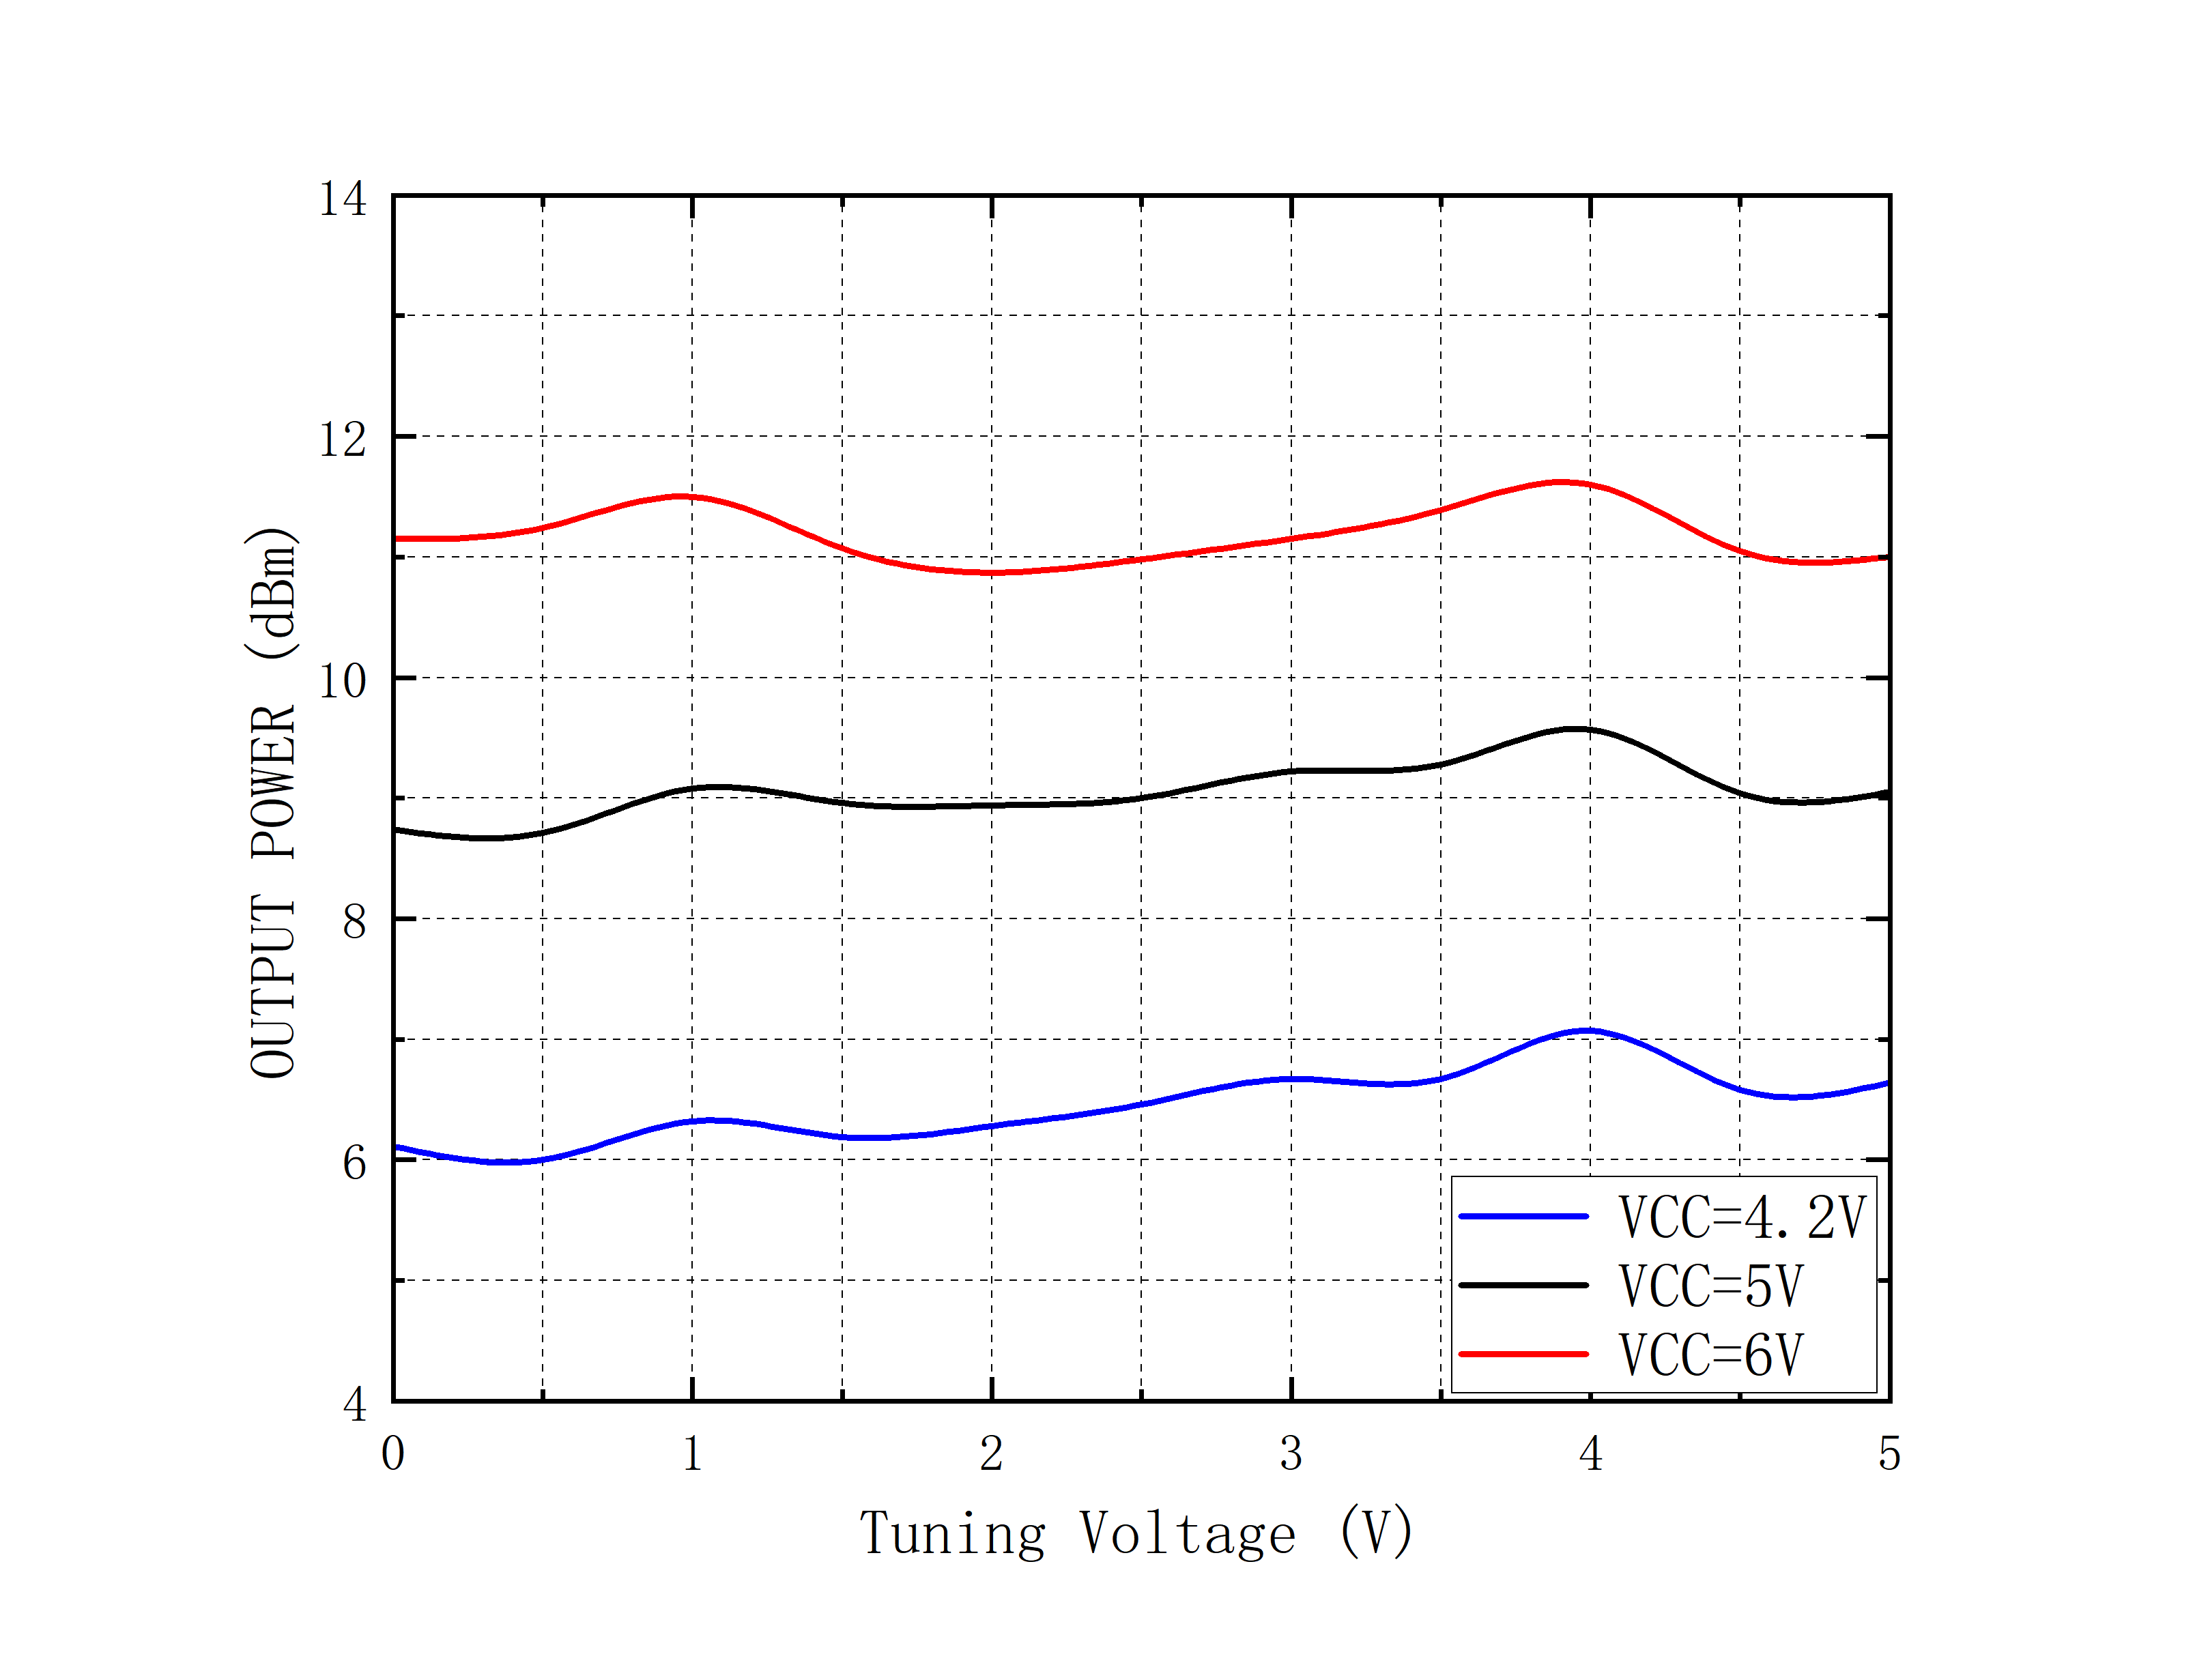 OUTPUT POWER (dBm)
14
12
10
8
6
4
0 1 2 3 4 5
Tuning Voltage (V)
VCC=4.2V
VCC=5V
VCC=6V